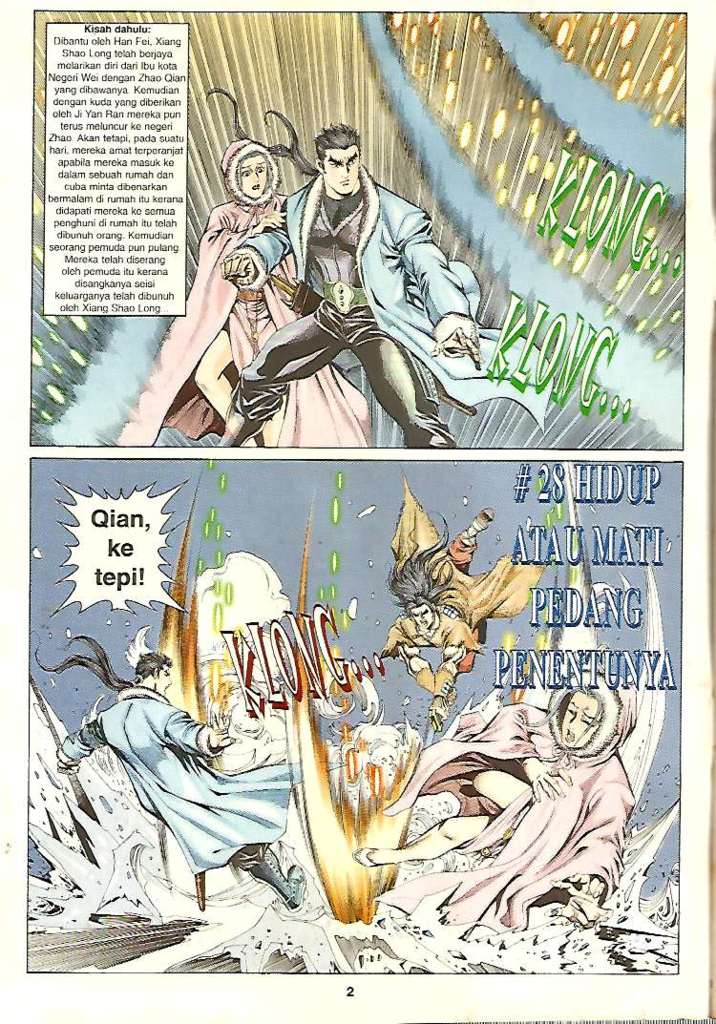 Kisah dahulu:
Dibantu oleh Han Fei, Xiang
Shao Long telah berjaya
melarikan diri dari Ibu kota
Negeri Wei dengan Zhao Qian
yang dibawanya. Kemudian
dengan kuda yang diberikan
oleh Ji Yan Ran mereka pun
terus meluncur ke negeri
Zhao. Akan tetapi, pada suatu
hari, mereka amat terperanjat
apabila mereka masuk ke
dalam sebuah rumah dan
cuba minta dibenarkan
bermalam di rumah itu kerana
didapati mereka ke semua
penghuni di rumah itu telah
dibunuh orang. Kemudian
seorang pemuda pun pulang.
Mereka telah diserang
oleh pemuda itu kerana
disangkanya seisi
keluarganya telah dibunuh
oleh Xiang Shao Long...
KLONG...
KLONG...
Qian,
ke
tepi!
KLONG...
# 28 HIDUP
ATAU MATI
PEDANG
PENENTUNYA
2